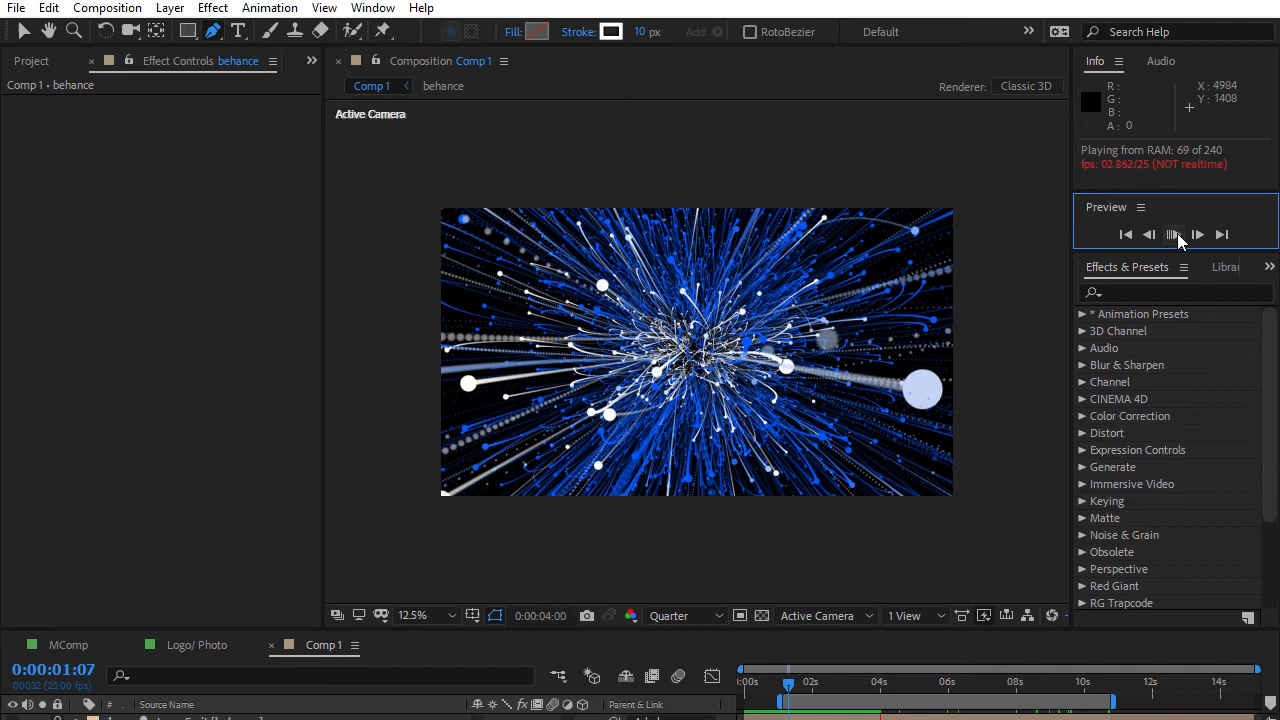 File Edit Composition Layer Effect Animation View Window Help
Fill: Stroke: 10 px Add: RotoBezier Default Search Help
Project Effect Controls behance
Comp 1 • behance
Composition Comp 1
Comp 1 behance Renderer: Classic 3D
Active Camera
Info Audio
R: X: 4984
G: Y: 1408
B:
A: 0
Playing from RAM: 69 of 240
fps: 02.862/25 (NOT realtime)
Preview
Effects & Presets Librai
* Animation Presets
3D Channel
Audio
Blur & Sharpen
Channel
CINEMA 4D
Color Correction
Distort
Expression Controls
Generate
Immersive Video
Keying
Matte
Noise & Grain
Obsolete
Perspective
Red Giant
RG Trapcode
12.5% 0:00:04:00 Quarter Active Camera 1 View
MComp Logo/ Photo Comp 1
0:00:01:07
00032 (25.00 fps)
:00s 02s 04s 06s 08s 10s 12s 14s
# Source Name Parent & Link